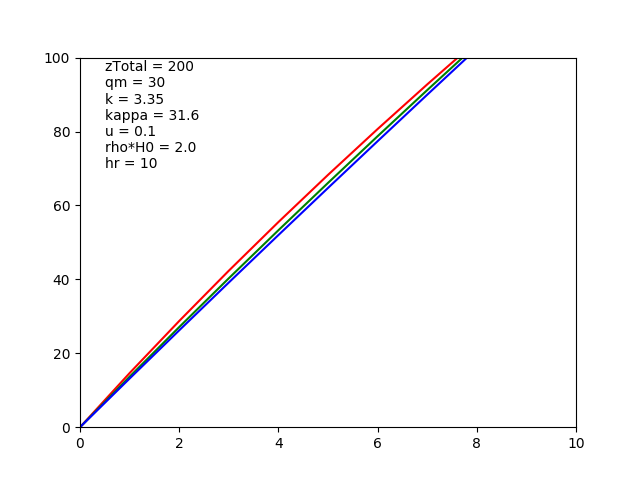 zTotal = 200
qm = 30
k = 3.35
kappa = 31.6
u = 0.1
rho*H0 = 2.0
hr = 10
100
80
60
40
20
0
0 2 4 6 8 10